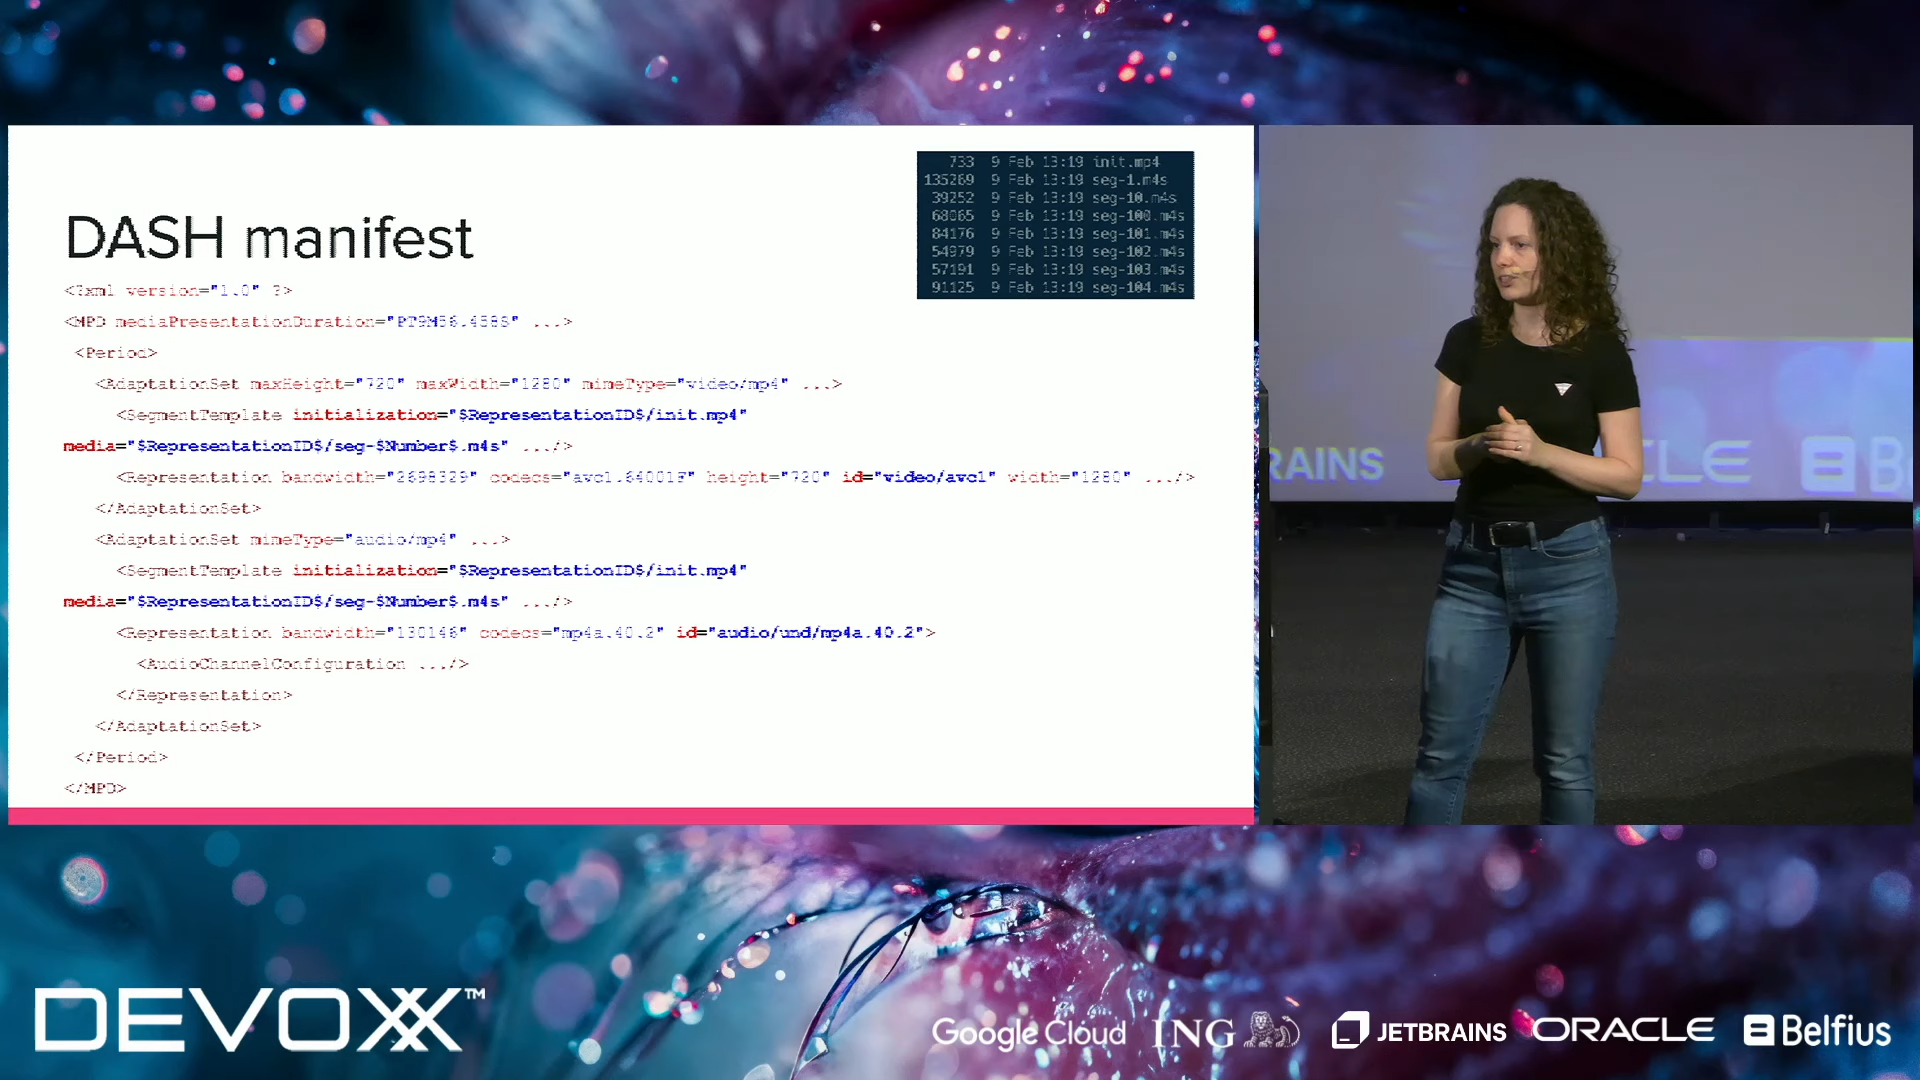 733 9 Feb 13:19 init.mp4
135269 9 Feb 13:19 seg-1.m4s
39252 9 Feb 13:19 seg-10.m4s
68065 9 Feb 13:19 seg-100.m4s
84176 9 Feb 13:19 seg-101.m4s
54979 9 Feb 13:19 seg-102.m4s
57191 9 Feb 13:19 seg-103.m4s
91125 9 Feb 13:19 seg-104.m4s
DASH manifest
<?xml version="1.0" ?>
<MPD mediaPresentationDuration="PT9M56.458S" ...>
<Period>
<AdaptationSet maxHeight="720" maxWidth="1280" mimeType="video/mp4" ...>
<SegmentTemplate initialization="$RepresentationID$/init.mp4"
media="$RepresentationID$/seg-$Number$.m4s" .../>
<Representation bandwidth="2698329" codecs="avc1.64001F" height="720" id="video/avc1" width="1280" .../>
</AdaptationSet>
<AdaptationSet mimeType="audio/mp4" ...>
<SegmentTemplate initialization="$RepresentationID$/init.mp4"
media="$RepresentationID$/seg-$Number$.m4s" .../>
<Representation bandwidth="130146" codecs="mp4a.40.2" id="audio/und/mp4a.40.2">
<AudioChannelConfiguration .../>
</Representation>
</AdaptationSet>
</Period>
</MPD>
RAINS
CLE
B
DEVOXX™
Google Cloud
ING
JETBRAINS
ORACLE
Belfius